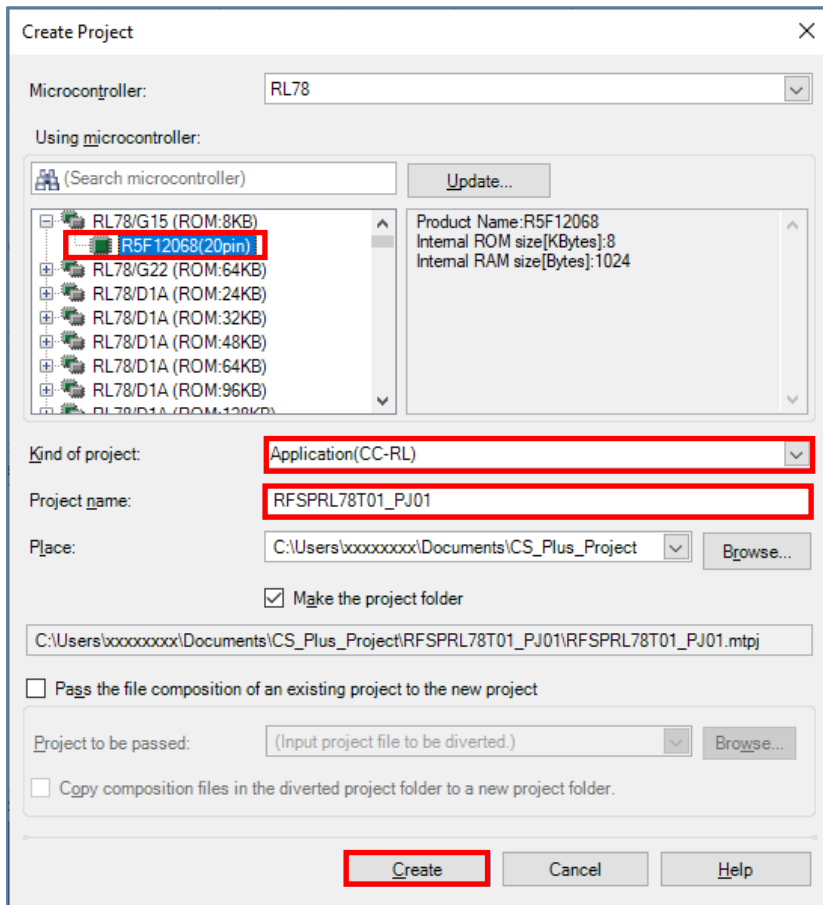 Create Project
Microcontroller:
RL78
Using microcontroller:
(Search microcontroller)
Update...
RL78/G15 (ROM:8KB)
R5F12068(20pin)
RL78/G22 (ROM:64KB)
RL78/D1A (ROM:24KB)
RL78/D1A (ROM:32KB)
RL78/D1A (ROM:48KB)
RL78/D1A (ROM:64KB)
RL78/D1A (ROM:96KB)
RL78/D1A (ROM:128KB)
Product Name:R5F12068
Internal ROM size[KBytes]:8
Internal RAM size[Bytes]:1024
Kind of project:
Application(CC-RL)
Project name:
RFSPRL78T01_PJ01
Place:
C:\Users\xxxxxxxx\Documents\CS_Plus_Project
Browse...
Make the project folder
C:\Users\xxxxxxxx\Documents\CS_Plus_Project\RFSPRL78T01_PJ01\RFSPRL78T01_PJ01.mtpj
Pass the file composition of an existing project to the new project
Project to be passed:
(Input project file to be diverted.)
Browse...
Copy composition files in the diverted project folder to a new project folder.
Create
Cancel
Help